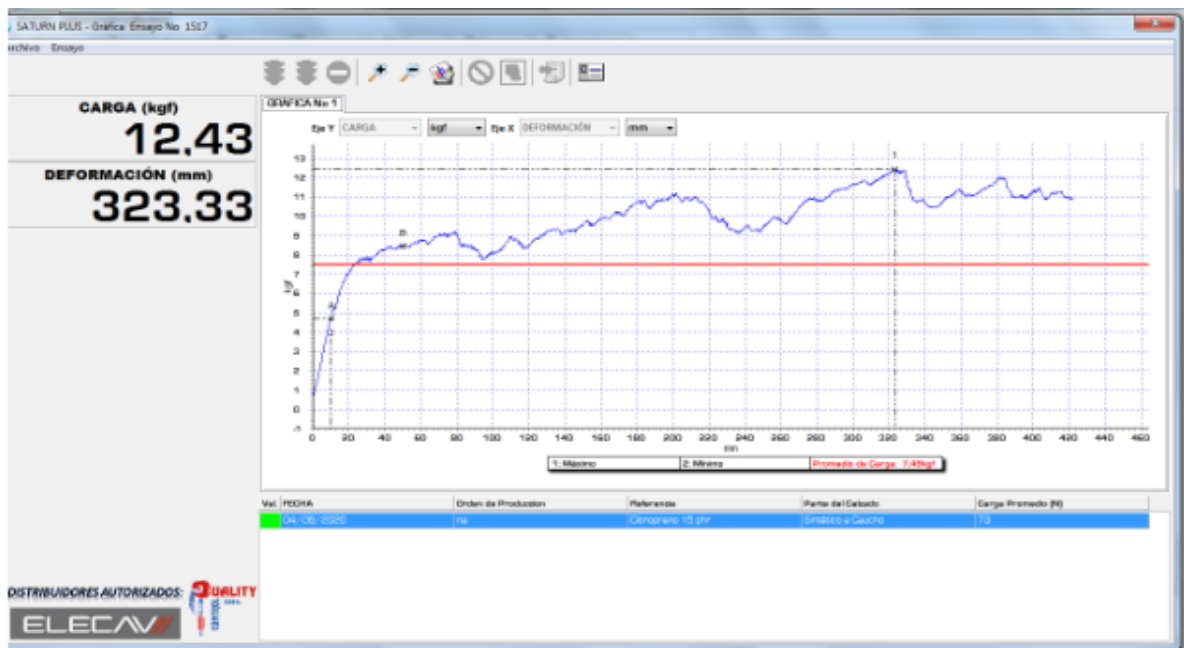 SATURN PLUS - Gráfica Ensayo No 1517
Archivo Ensayo
CARGA (kgf)
12,43
DEFORMACIÓN (mm)
323,33
GRÁFICA No 1
Eje Y CARGA kgf Eje X DEFORMACIÓN mm
1
13
12
11
10
9
8
7
6
5
4
3
2
1
0
-1
kgf
0 20 40 60 80 100 120 140 160 180 200 220 240 260 280 300 320 340 360 380 400 420 440 460
mm
1: Máximo 2: Mínimo Promedio de Carga: 7,45kgf
Val. FECHA Orden de Produccion Referencia Parte del Calzado Carga Promedio (N)
04/08/2020 na Cloropreno 15 phr Sintético a Caucho 73
DISTRIBUIDORES AUTORIZADOS:
QUALITY
ELECAV